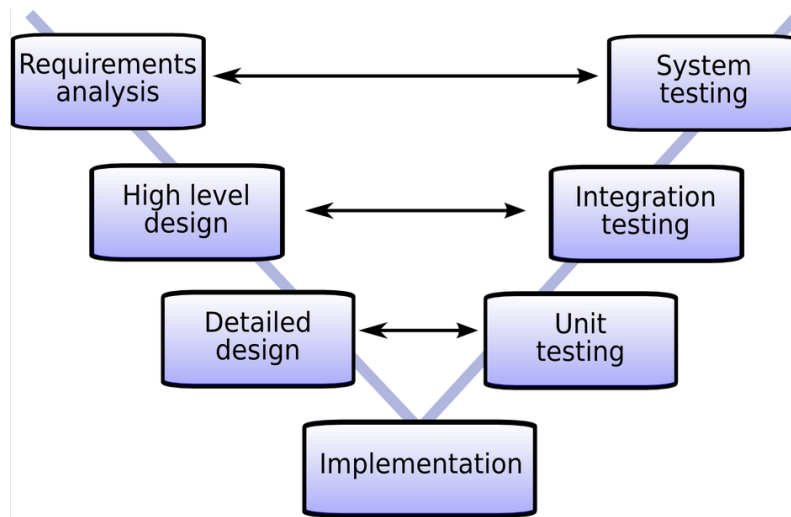 Requirements
analysis
System
testing
High level
design
Integration
testing
Detailed
design
Unit
testing
Implementation